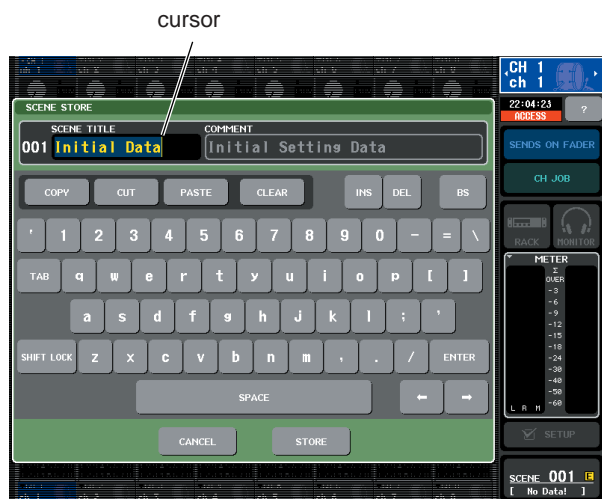 cursor
CH 1
ch 1
SCENE STORE
22:04:23
ACCESS
?
SCENE TITLE
COMMENT
001 Initial Data
Initial Setting Data
SENDS ON FADER
COPY
CUT
PASTE
CLEAR
INS
DEL
BS
CH JOB
' 1 2 3 4 5 6 7 8 9 0 - = \
RACK
MONITOR
TAB q w e r t y u i o p [ ]
METER
Σ
OVER
-3
-6
-9
-12
-15
-18
-24
-30
-40
-50
-60
L R M
a s d f g h j k l ; '
SHIFT LOCK z x c v b n m , . / ENTER
SPACE
← →
CANCEL
STORE
SETUP
SCENE 001 E
[ No Data! ]